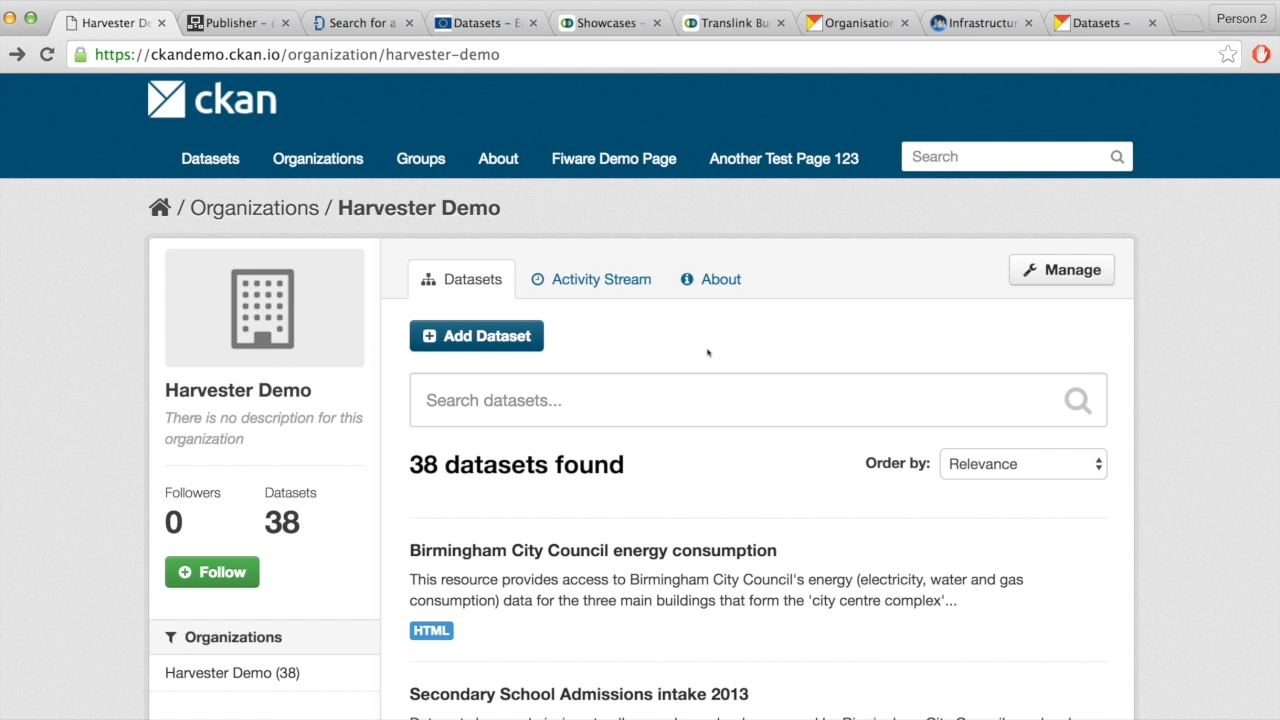 Harvester De
Publisher –
Search for a
Datasets – E
Showcases –
Translink Bu
Organisatio
Infrastructur
Datasets –
Person 2
https://ckandemo.ckan.io/organization/harvester-demo
ckan
Datasets
Organizations
Groups
About
Fiware Demo Page
Another Test Page 123
Search
/ Organizations / Harvester Demo
Datasets
Activity Stream
About
Manage
Add Dataset
Search datasets...
38 datasets found
Order by:
Relevance
Harvester Demo
There is no description for this
organization
Followers
Datasets
0
38
Follow
Organizations
Harvester Demo (38)
Birmingham City Council energy consumption
This resource provides access to Birmingham City Council's energy (electricity, water and gas
consumption) data for the three main buildings that form the 'city centre complex'...
HTML
Secondary School Admissions intake 2013